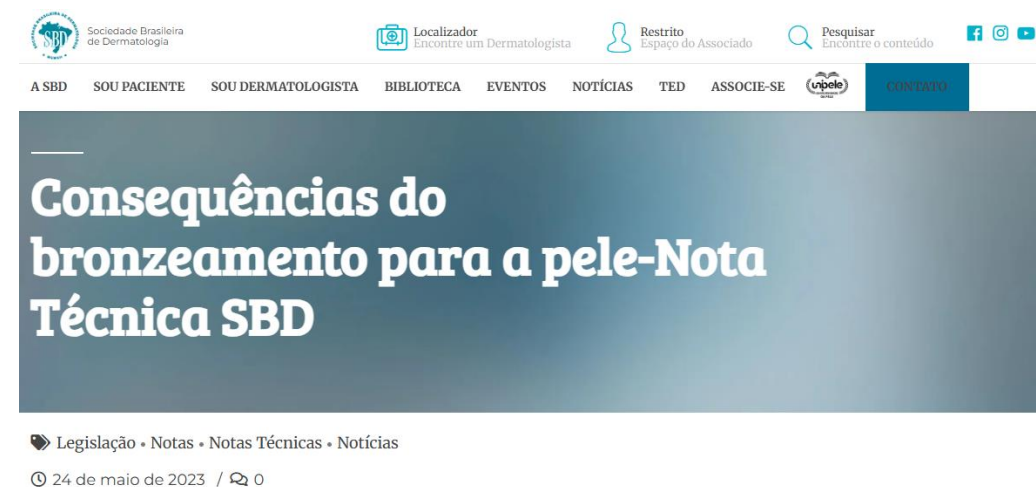 SBD
Sociedade Brasileira
de Dermatologia
Localizador
Encontre um Dermatologista
Restrito
Espaço do Associado
Pesquisar
Encontre o conteúdo
A SBD SOU PACIENTE SOU DERMATOLOGISTA BIBLIOTECA EVENTOS NOTÍCIAS TED ASSOCIE-SE unipele CONTATO
Consequências do
bronzeamento para a pele-Nota
Técnica SBD
Legislação • Notas • Notas Técnicas • Notícias
24 de maio de 2023 / 0